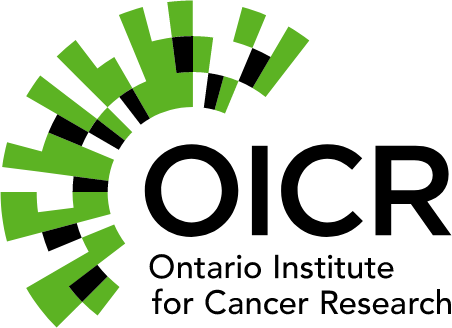 OICR
Ontario Institute
for Cancer Research